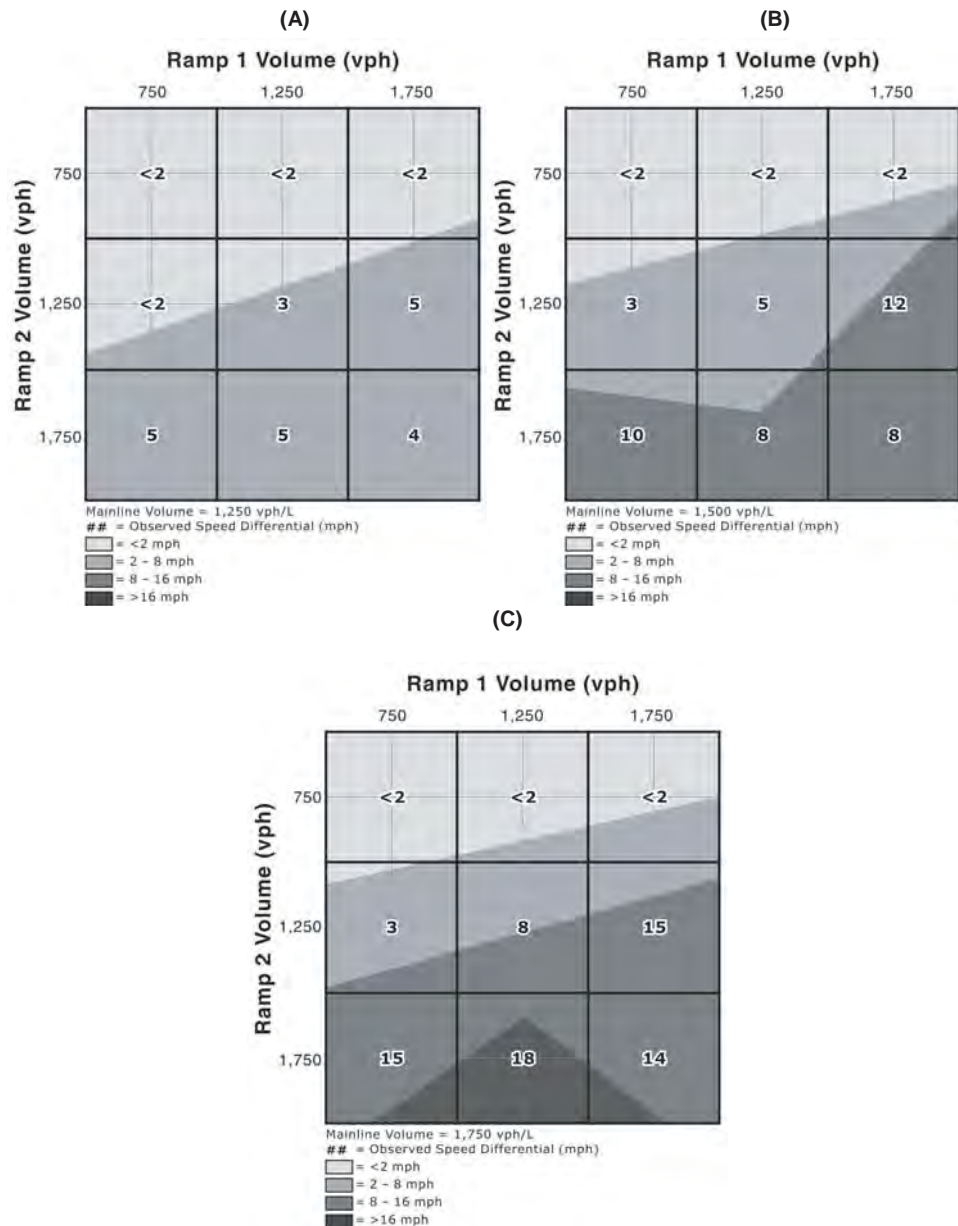 (A)
Ramp 1 Volume (vph)
750 1,250 1,750
Ramp 2 Volume (vph)
750 <2 <2 <2
1,250 <2 3 5
1,750 5 5 4
Mainline Volume = 1,250 vph/L
## = Observed Speed Differential (mph)
= <2 mph
= 2 – 8 mph
= 8 – 16 mph
= >16 mph
(B)
Ramp 1 Volume (vph)
750 1,250 1,750
Ramp 2 Volume (vph)
750 <2 <2 <2
1,250 3 5 12
1,750 10 8 8
Mainline Volume = 1,500 vph/L
## = Observed Speed Differential (mph)
= <2 mph
= 2 – 8 mph
= 8 – 16 mph
= >16 mph
(C)
Ramp 1 Volume (vph)
750 1,250 1,750
Ramp 2 Volume (vph)
750 <2 <2 <2
1,250 3 8 15
1,750 15 18 14
Mainline Volume = 1,750 vph/L
## = Observed Speed Differential (mph)
= <2 mph
= 2 – 8 mph
= 8 – 16 mph
= >16 mph